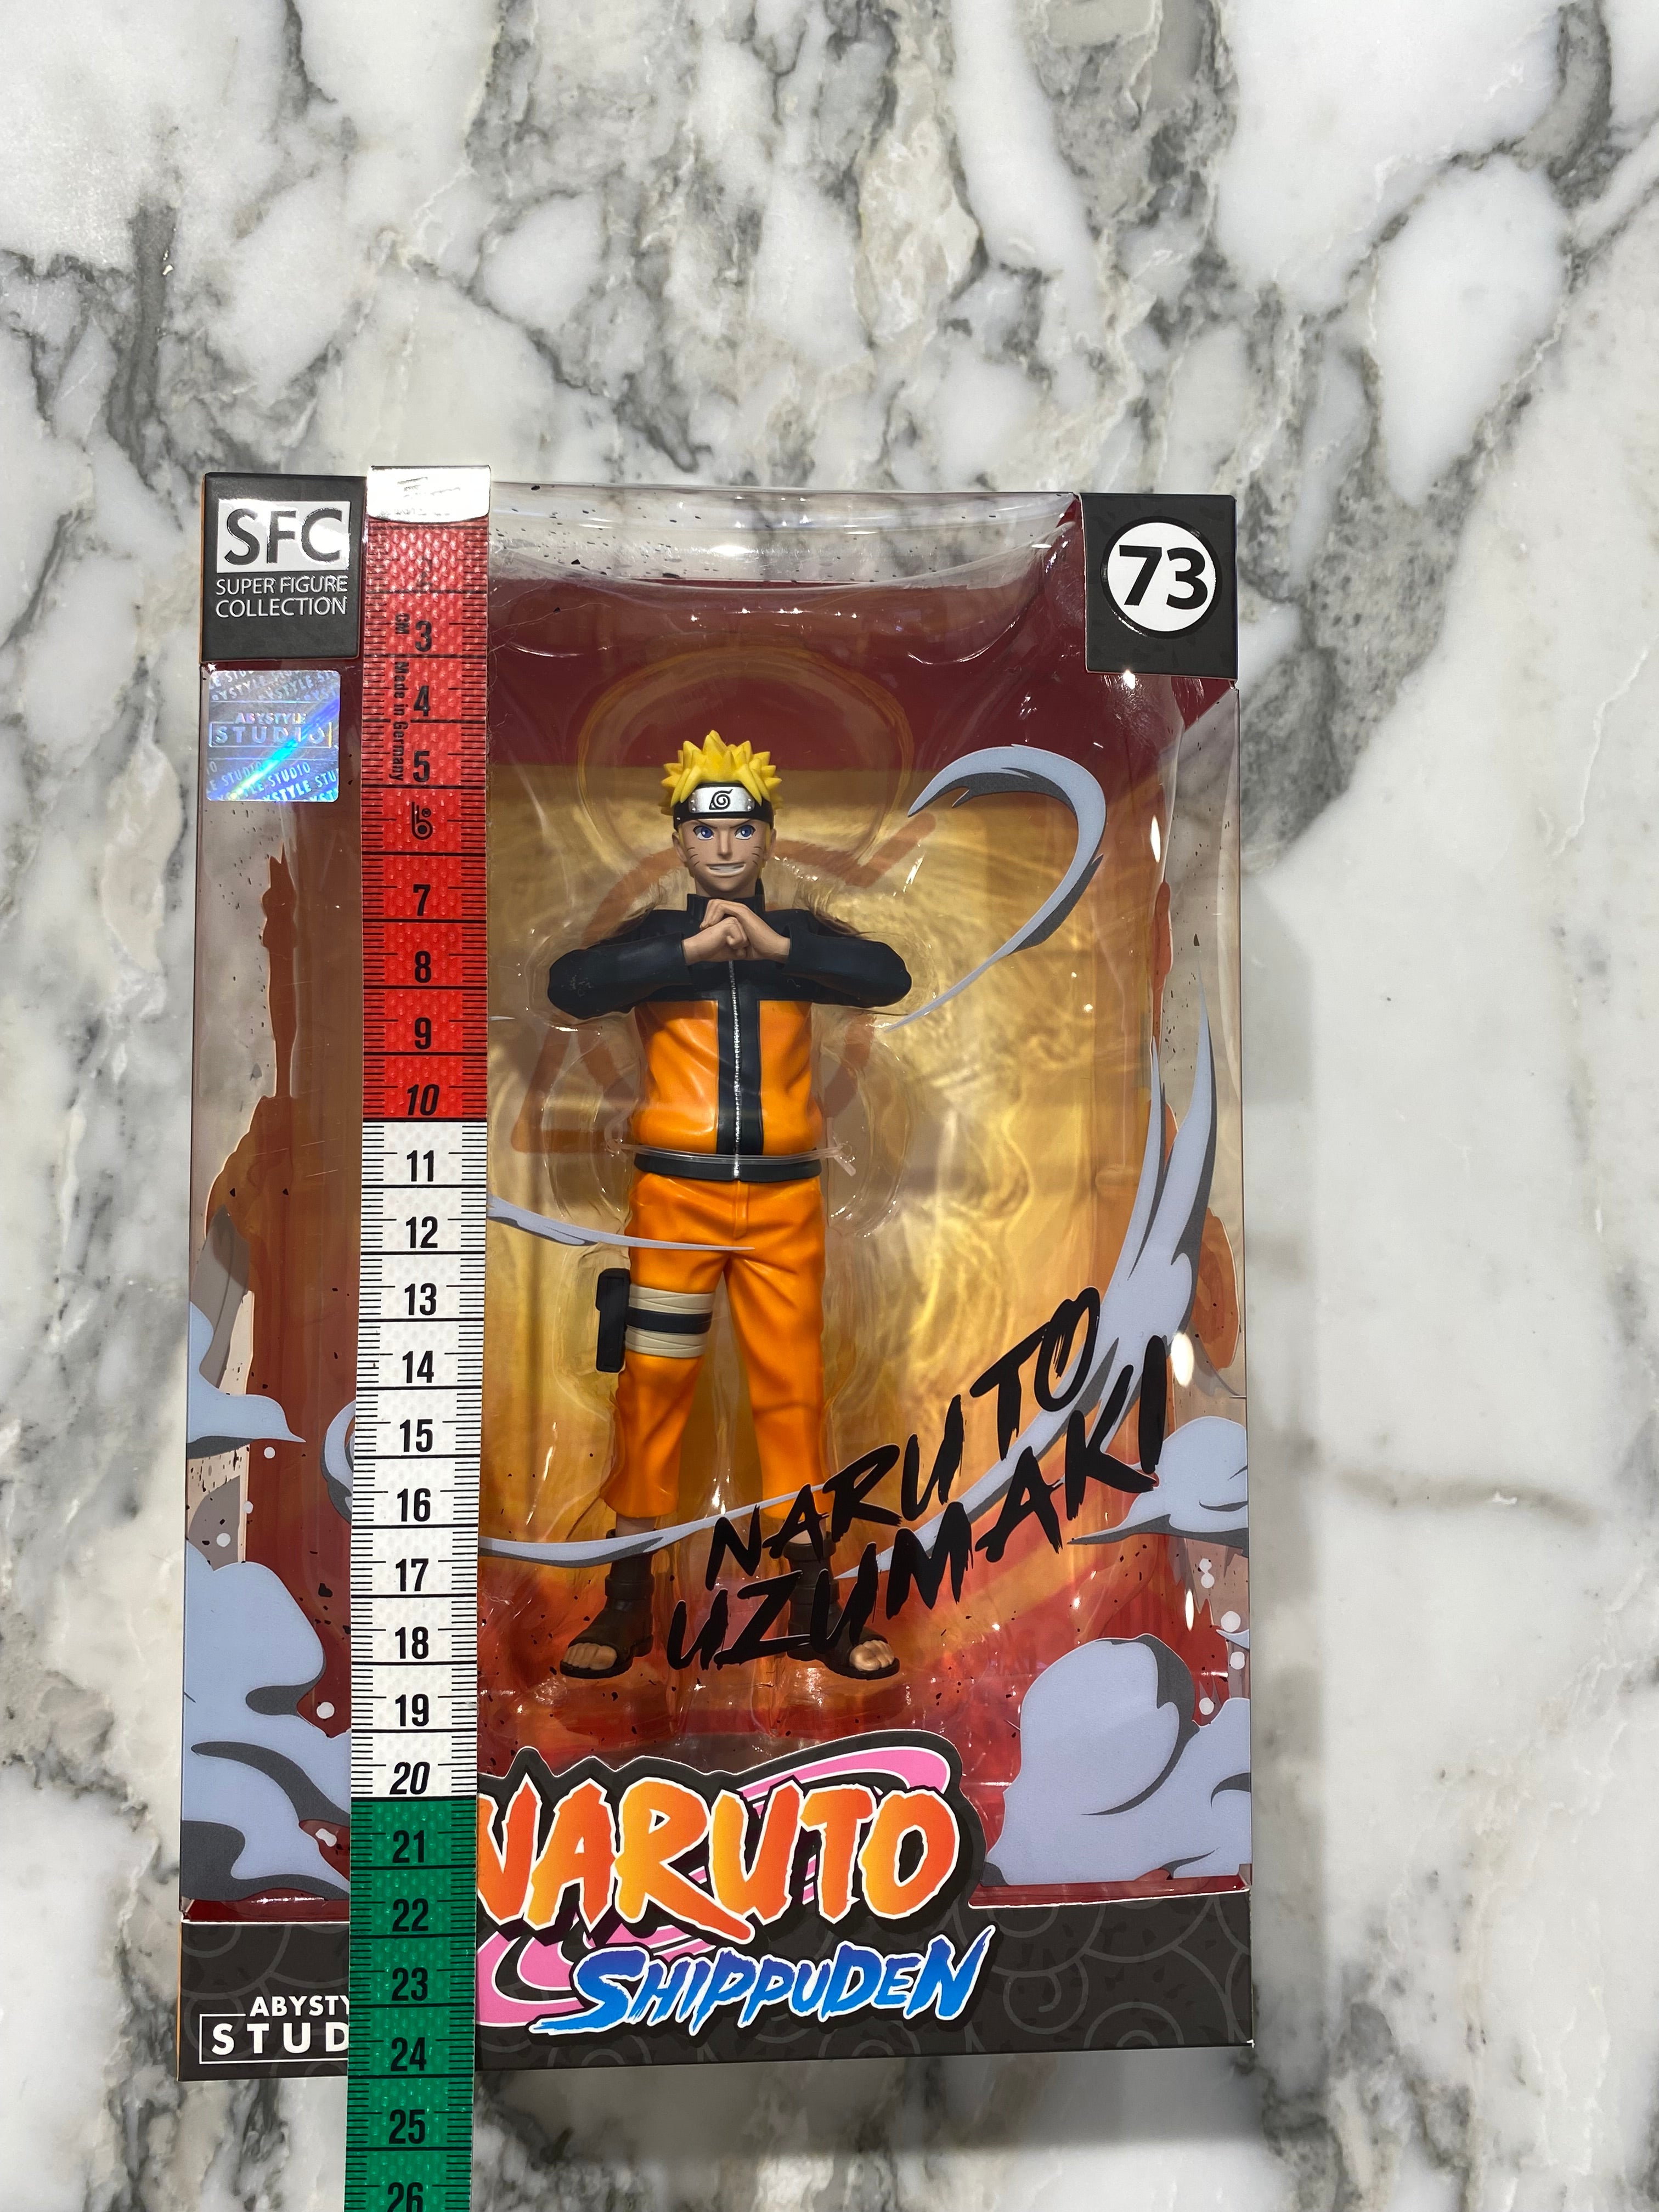 SFC
SUPER FIGURE
COLLECTION
73
ABYSTYLE
STUDIO
2
3
CM
Made in Germany
4
5
6
7
8
9
10
11
12
13
14
15
16
17
18
19
20
21
22
23
24
25
26
NARUTO
UZUMAKI
NARUTO
SHIPPUDEN
ABYSTY
STUD